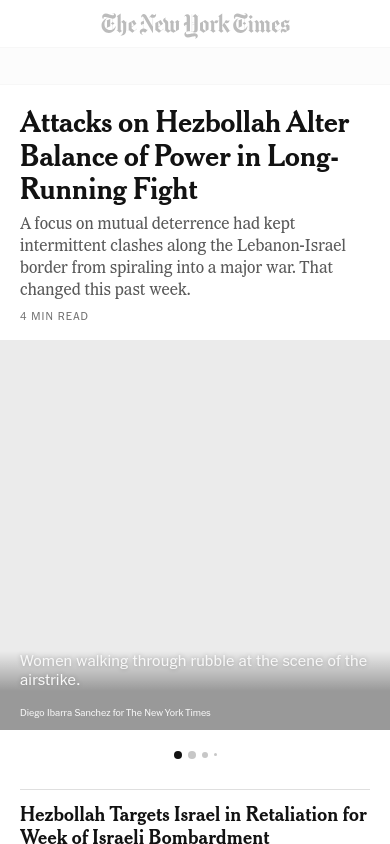 The New York Times
Attacks on Hezbollah Alter
Balance of Power in Long-
Running Fight
A focus on mutual deterrence had kept
intermittent clashes along the Lebanon-Israel
border from spiraling into a major war. That
changed this past week.
4 MIN READ
Women walking through rubble at the scene of the
airstrike.
Diego Ibarra Sanchez for The New York Times
Hezbollah Targets Israel in Retaliation for
Week of Israeli Bombardment